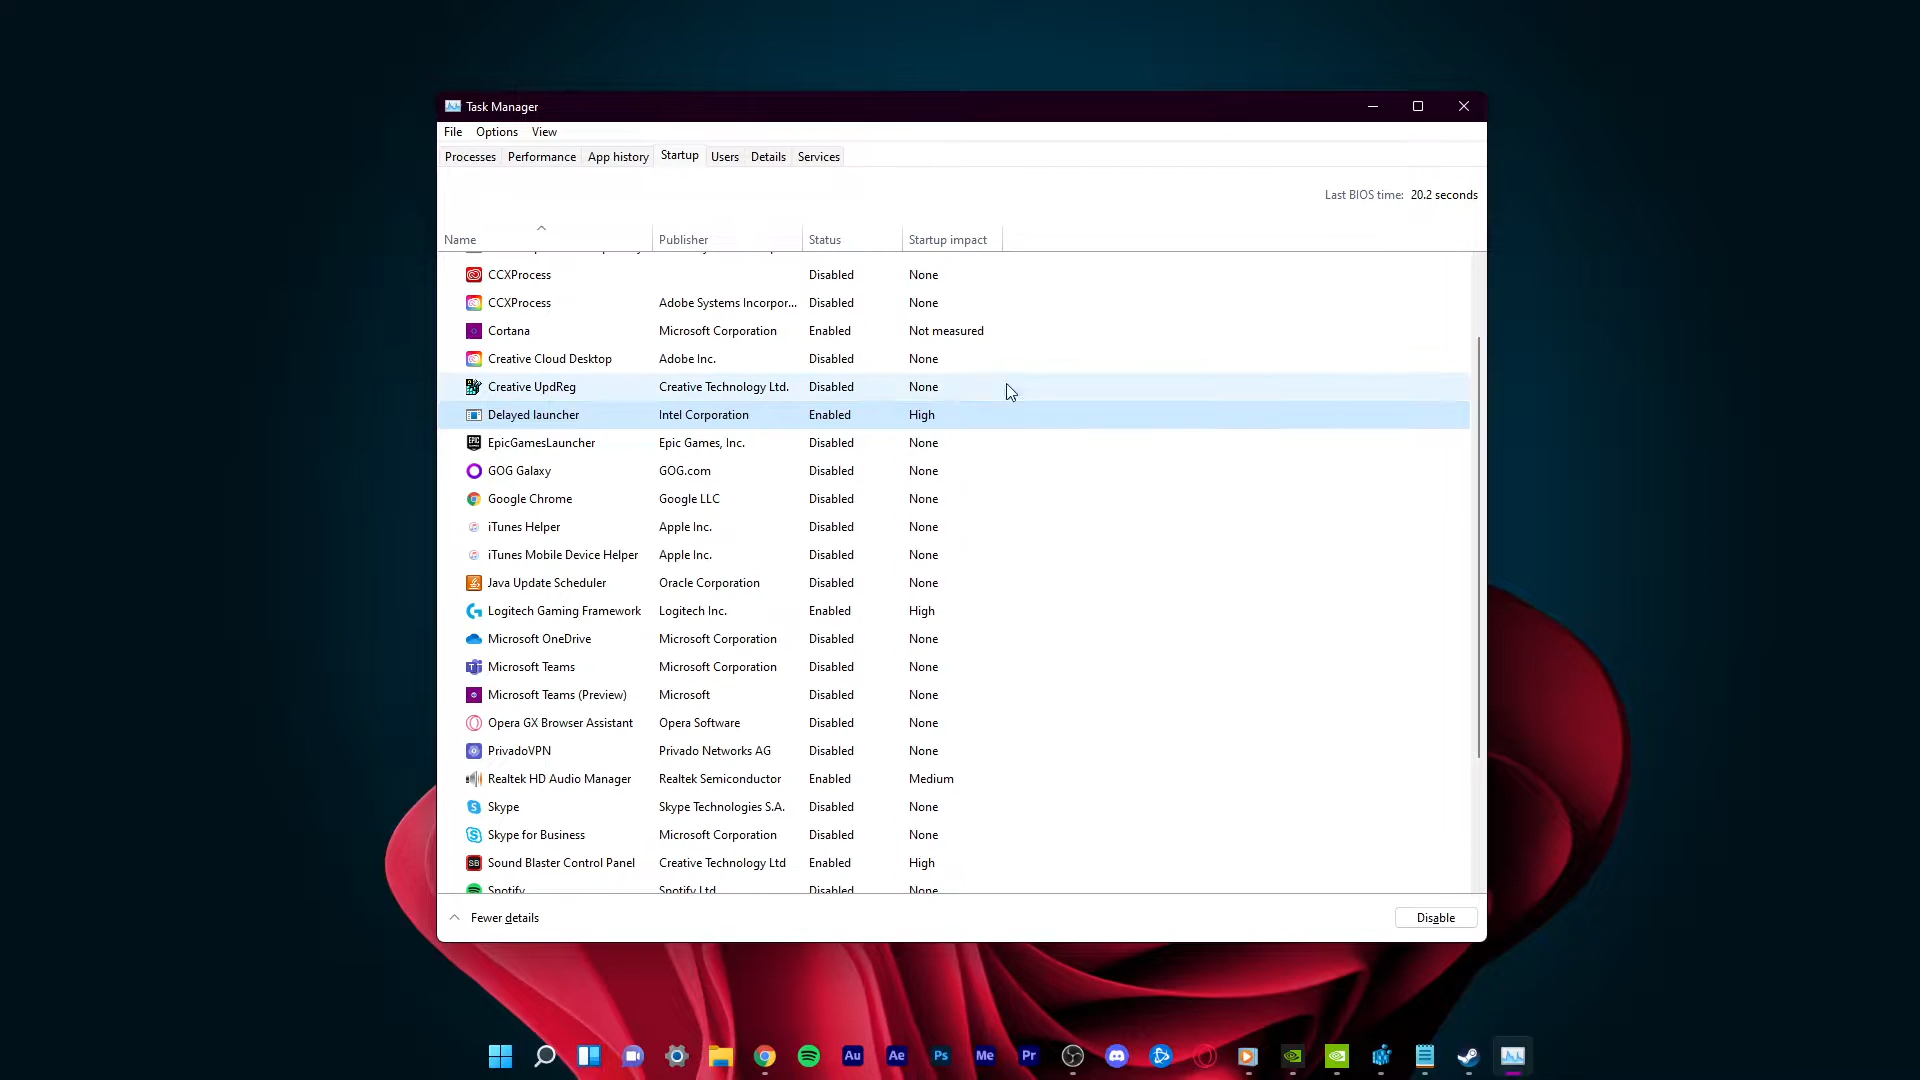 Task Manager
File Options View
Processes Performance App history Startup Users Details Services
Last BIOS time: 20.2 seconds
Name Publisher Status Startup impact
CCXProcess Disabled None
CCXProcess Adobe Systems Incorpor... Disabled None
Cortana Microsoft Corporation Enabled Not measured
Creative Cloud Desktop Adobe Inc. Disabled None
Creative UpdReg Creative Technology Ltd. Disabled None
Delayed launcher Intel Corporation Enabled High
EPIC EpicGamesLauncher Epic Games, Inc. Disabled None
GOG Galaxy GOG.com Disabled None
Google Chrome Google LLC Disabled None
iTunes Helper Apple Inc. Disabled None
iTunes Mobile Device Helper Apple Inc. Disabled None
Java Update Scheduler Oracle Corporation Disabled None
Logitech Gaming Framework Logitech Inc. Enabled High
Microsoft OneDrive Microsoft Corporation Disabled None
Microsoft Teams Microsoft Corporation Disabled None
Microsoft Teams (Preview) Microsoft Disabled None
Opera GX Browser Assistant Opera Software Disabled None
PrivadoVPN Privado Networks AG Disabled None
Realtek HD Audio Manager Realtek Semiconductor Enabled Medium
Skype Skype Technologies S.A. Disabled None
Skype for Business Microsoft Corporation Disabled None
SB Sound Blaster Control Panel Creative Technology Ltd Enabled High
Spotify Spotify Ltd Disabled None
Fewer details Disable
Au Ae Ps Me Pr